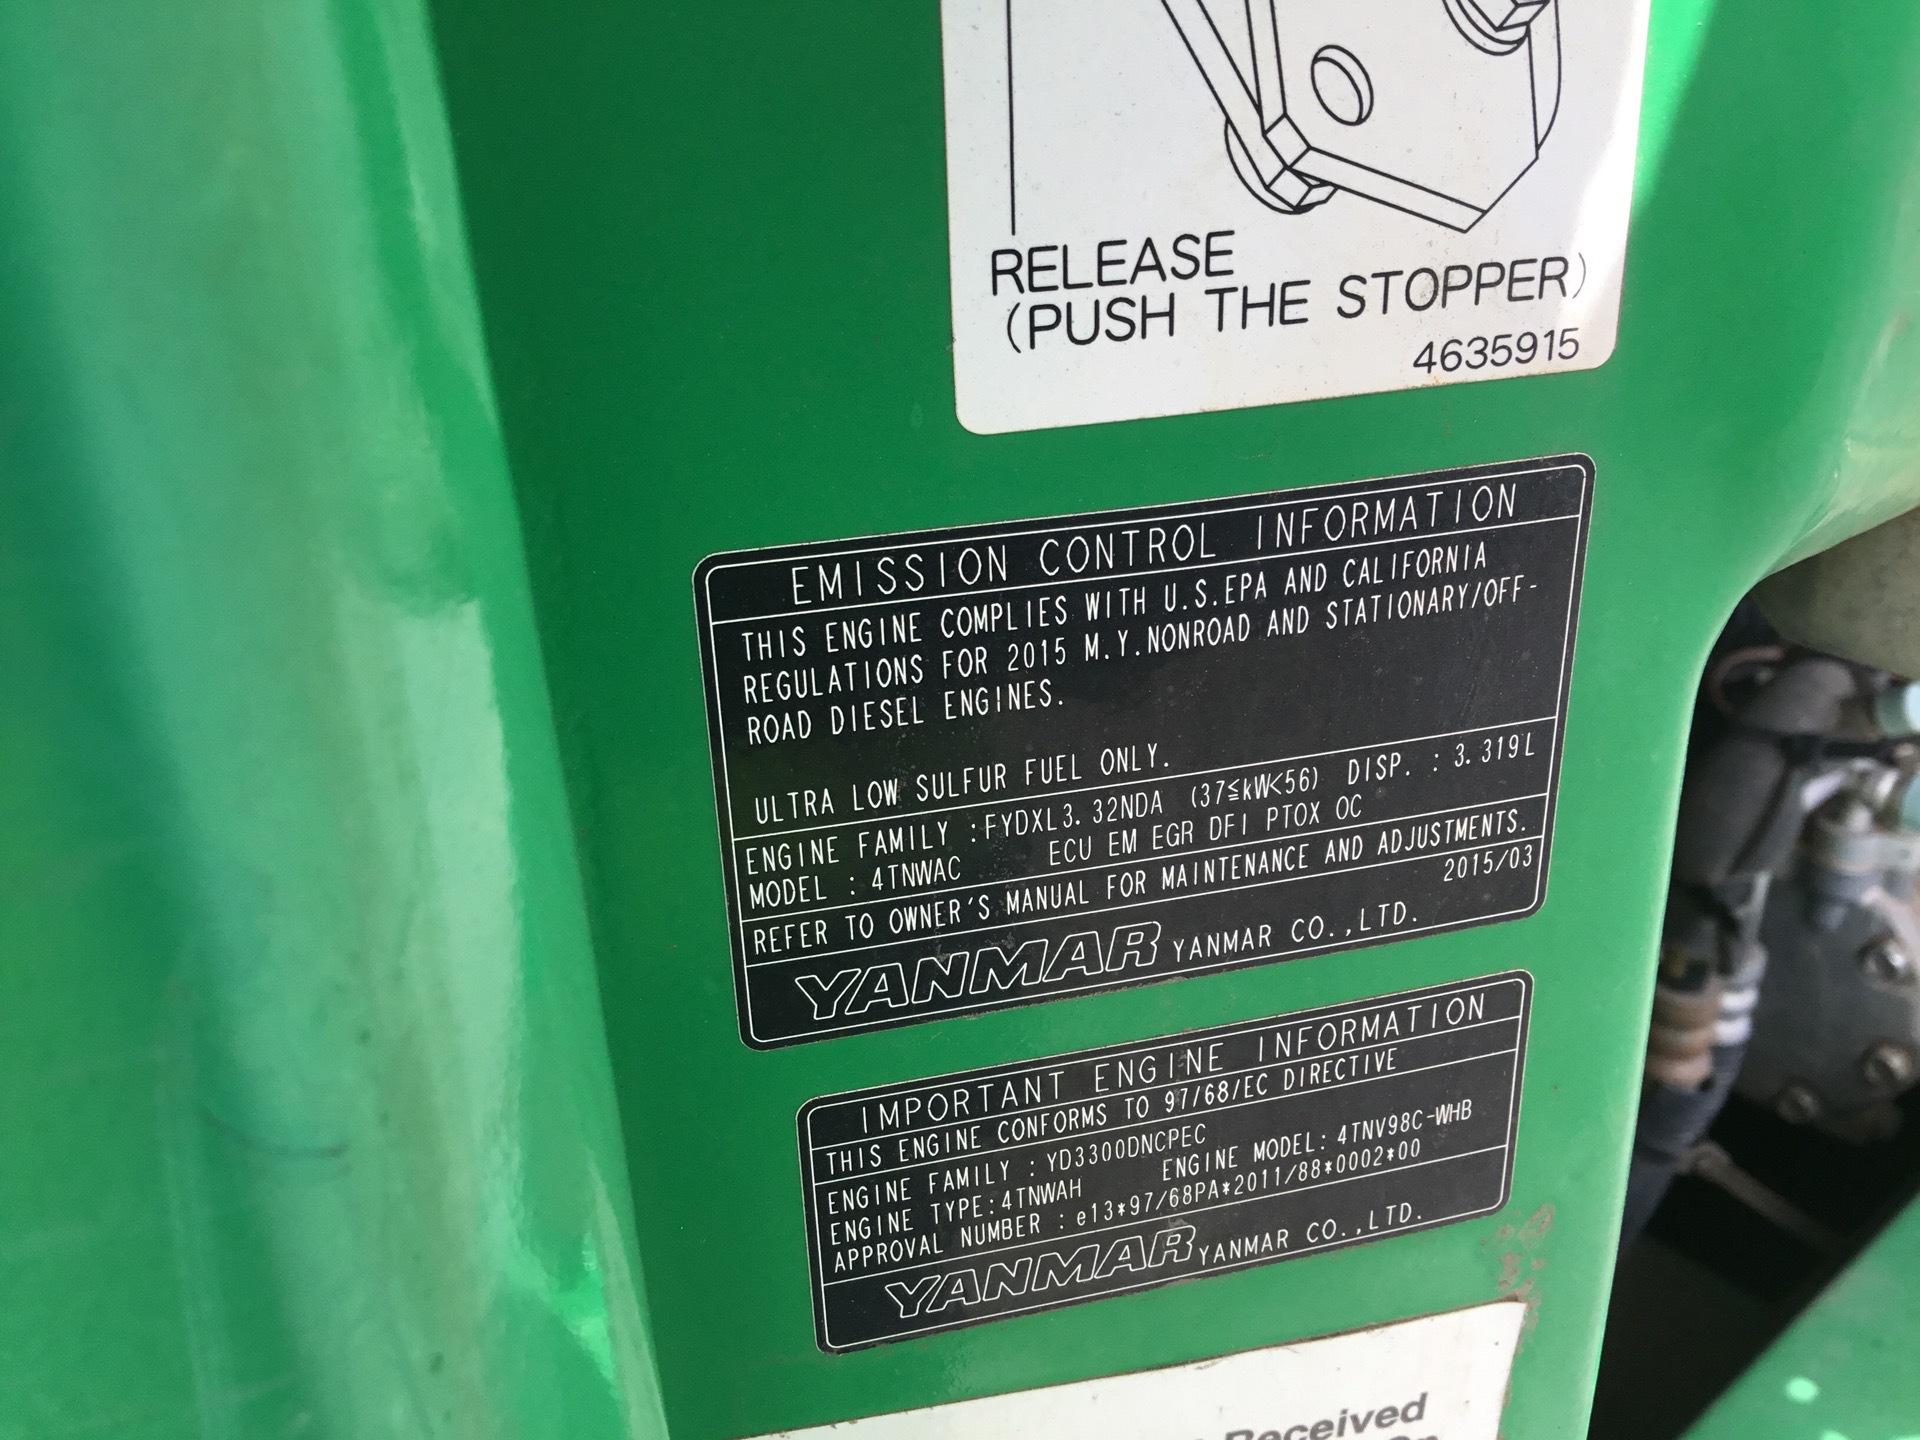 RELEASE
(PUSH THE STOPPER)
4635915
EMISSION CONTROL INFORMATION
THIS ENGINE COMPLIES WITH U.S.EPA AND CALIFORNIA
REGULATIONS FOR 2015 M.Y.NONROAD AND STATIONARY/OFF-
ROAD DIESEL ENGINES.
ULTRA LOW SULFUR FUEL ONLY.
ENGINE FAMILY :FYDXL3.32NDA (37≦kW<56) DISP. : 3.319L
MODEL : 4TNWAC ECU EM EGR DFI PTOX OC
REFER TO OWNER'S MANUAL FOR MAINTENANCE AND ADJUSTMENTS.
2015/03
YANMAR YANMAR CO.,LTD.
IMPORTANT ENGINE INFORMATION
THIS ENGINE CONFORMS TO 97/68/EC DIRECTIVE
ENGINE FAMILY : YD3300DNCPEC
ENGINE TYPE:4TNWAH ENGINE MODEL: 4TNV98C-WHB
APPROVAL NUMBER : e13*97/68PA*2011/88*0002*00
YANMAR YANMAR CO.,LTD.
Received